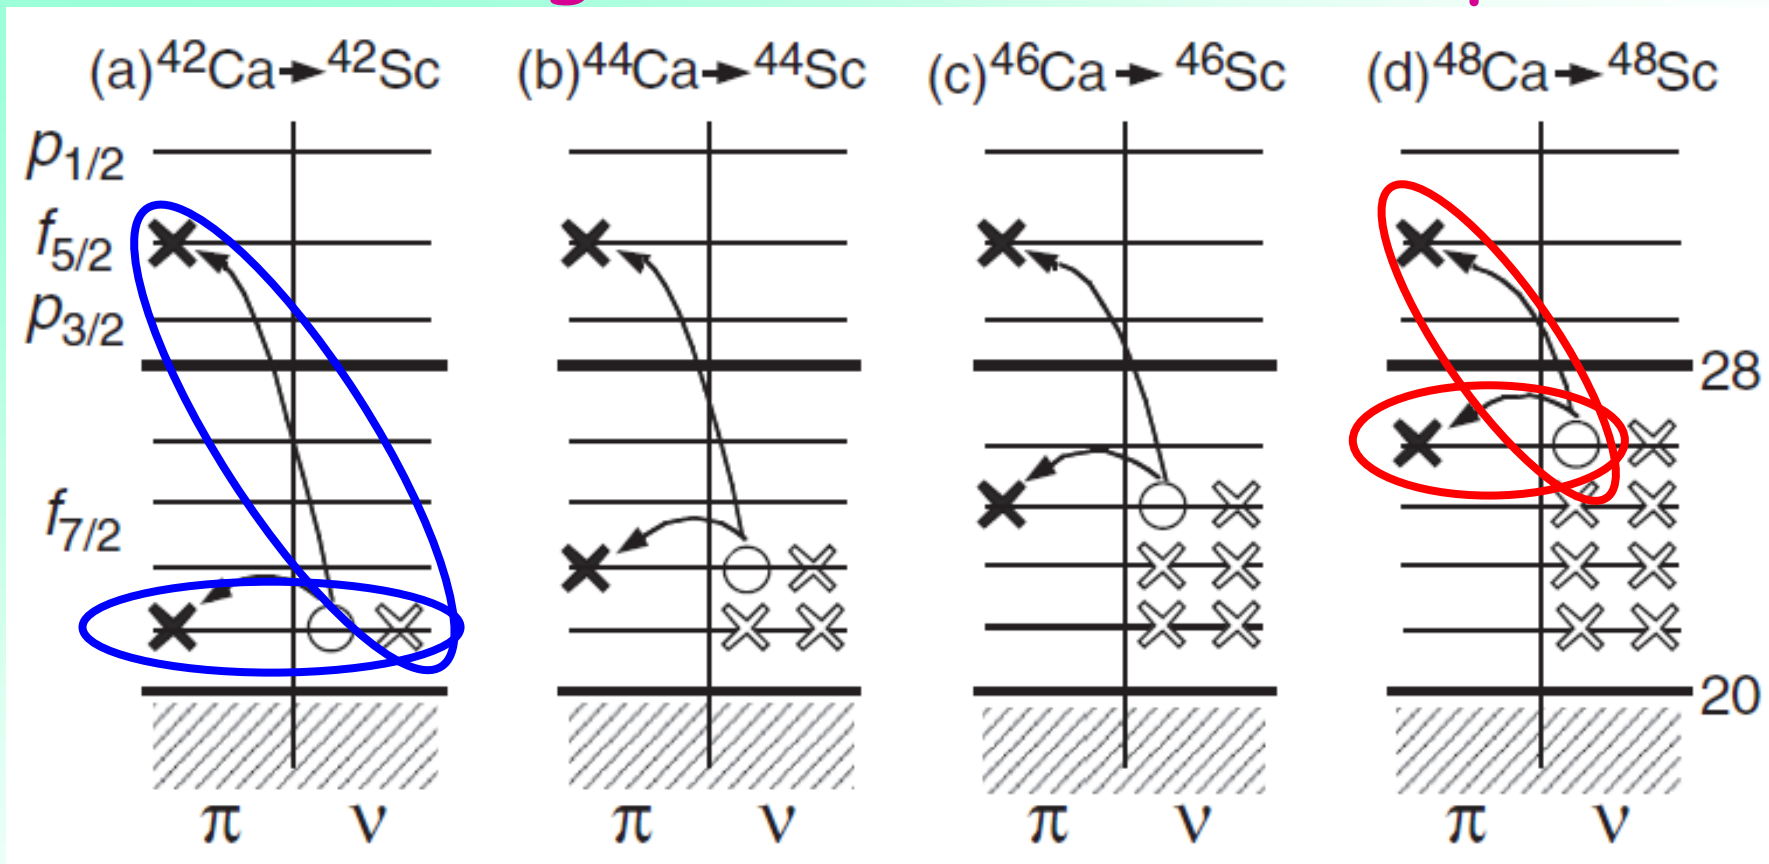 (a)⁴²Ca→⁴²Sc (b)⁴⁴Ca→⁴⁴Sc (c)⁴⁶Ca→⁴⁶Sc (d)⁴⁸Ca→⁴⁸Sc
p1/2
f5/2
p3/2
28
f7/2
20
π ν π ν π ν π ν